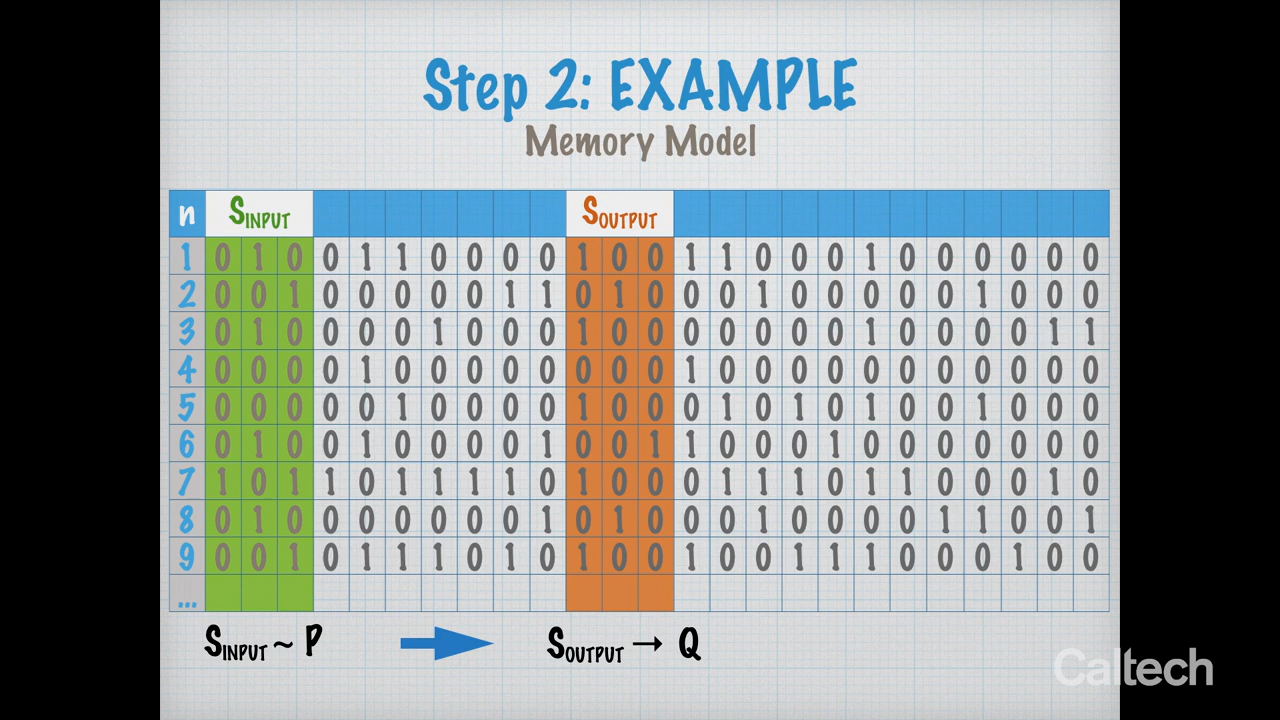 Step 2: EXAMPLE
Memory Model
n SINPUT SOUTPUT
1 0 1 0 0 1 1 0 0 0 0 1 0 0 1 1 0 0 0 1 0 0 0 0 0 0
2 0 0 1 0 0 0 0 0 1 1 0 1 0 0 0 1 0 0 0 0 0 1 0 0 0
3 0 1 0 0 0 0 1 0 0 0 1 0 0 0 0 0 0 0 1 0 0 0 0 1 1
4 0 0 0 0 1 0 0 0 0 0 0 0 0 1 0 0 0 0 0 0 0 0 0 0 0
5 0 0 0 0 0 1 0 0 0 0 1 0 0 0 1 0 1 0 1 0 0 1 0 0 0
6 0 1 0 0 1 0 0 0 0 1 0 0 1 1 0 0 0 1 0 0 0 0 0 0 0
7 1 0 1 1 0 1 1 1 1 0 1 0 0 0 1 1 1 0 1 1 0 0 0 1 0
8 0 1 0 0 0 0 0 0 0 1 0 1 0 0 0 1 0 0 0 0 1 1 0 0 1
9 0 0 1 0 1 1 1 0 1 0 1 0 0 1 0 0 1 1 1 0 0 0 1 0 0
...
SINPUT ~ P SOUTPUT → Q
Caltech